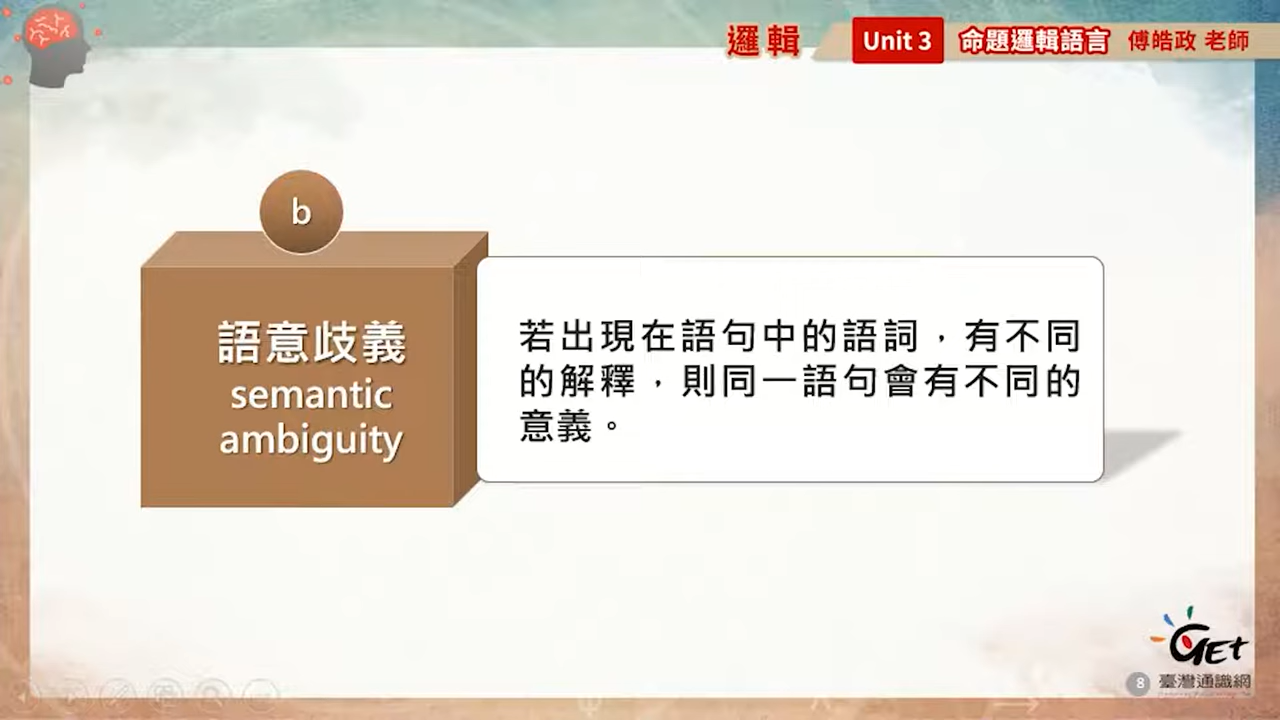 邏輯 Unit 3 命題邏輯語言 傅皓政 老師
b
語意歧義
semantic
ambiguity
若出現在語句中的語詞，有不同
的解釋，則同一語句會有不同的
意義。
GET
8 臺灣通識網